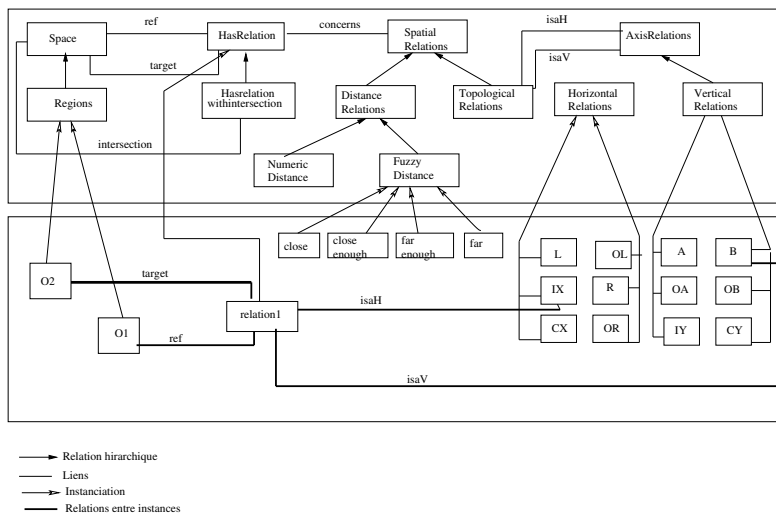 ref
concerns
isaH
Space
HasRelation
Spatial
Relations
AxisRelations
target
isaV
Regions
Hasrelation
withintersection
Distance
Relations
Topological
Relations
Horizontal
Relations
Vertical
Relations
intersection
Numeric
Distance
Fuzzy
Distance
close
close
enough
far
enough
far
L
OL
A
B
O2
target
IX
R
OA
OB
relation1
isaH
O1
ref
CX
OR
IY
CY
isaV
Relation hirarchique
Liens
Instanciation
Relations entre instances